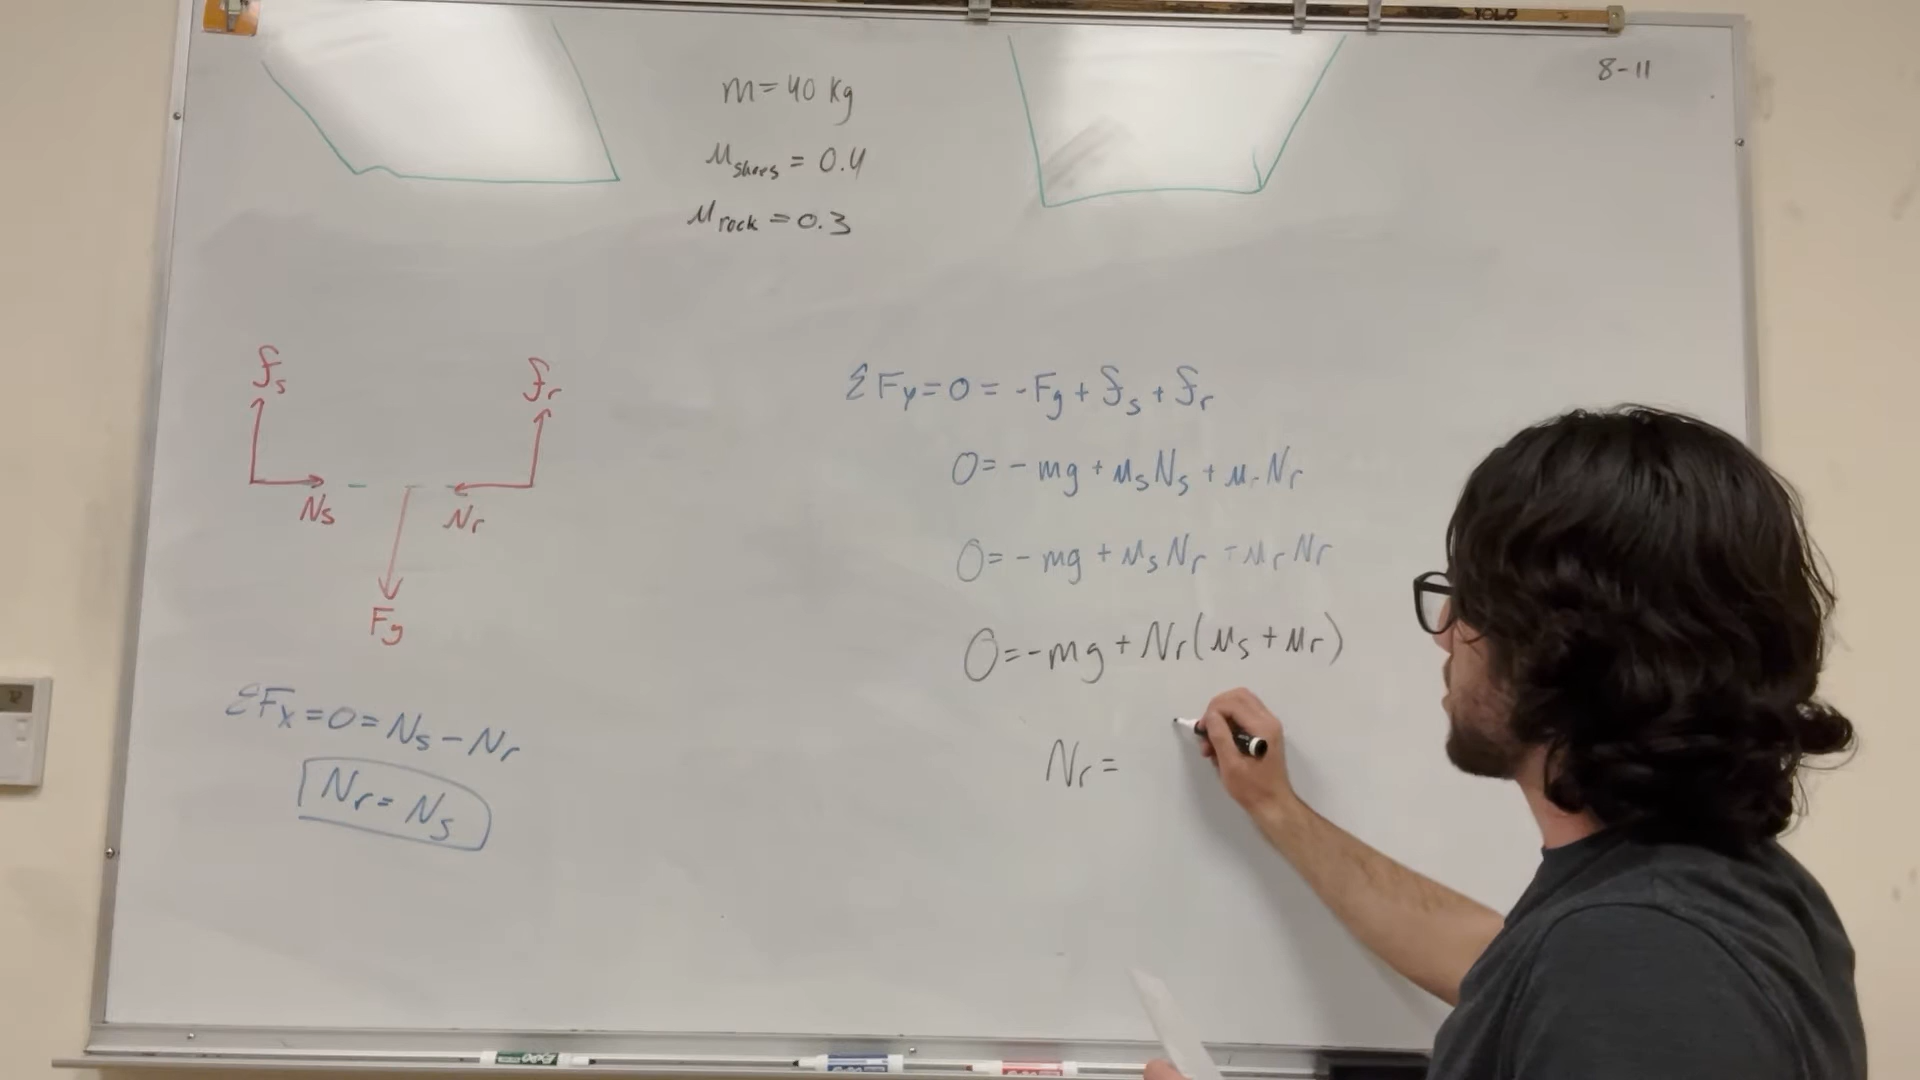 YOLO
8-11
m = 40 kg
μshoes = 0.4
μrock = 0.3
fs
fr
Ns
Nr
Fg
ΣFx = 0 = Ns - Nr
Nr = Ns
ΣFy = 0 = -Fg + fs + fr
0 = - mg + μsNs + μrNr
0 = - mg + μsNr + μrNr
0 = -mg + Nr(μs + μr)
Nr =